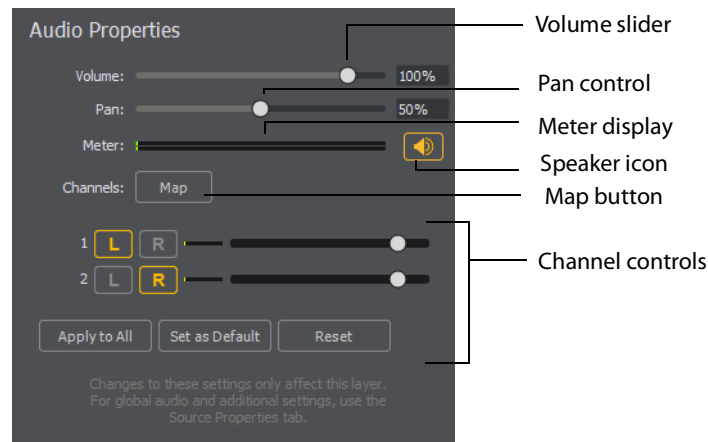 Audio Properties
Volume slider
Volume: 100%
Pan control
Pan: 50%
Meter display
Meter:
Speaker icon
Channels: Map
Map button
1 L R
Channel controls
2 L R
Apply to All Set as Default Reset
Changes to these settings only affect this layer.
For global audio and additional settings, use the
Source Properties tab.